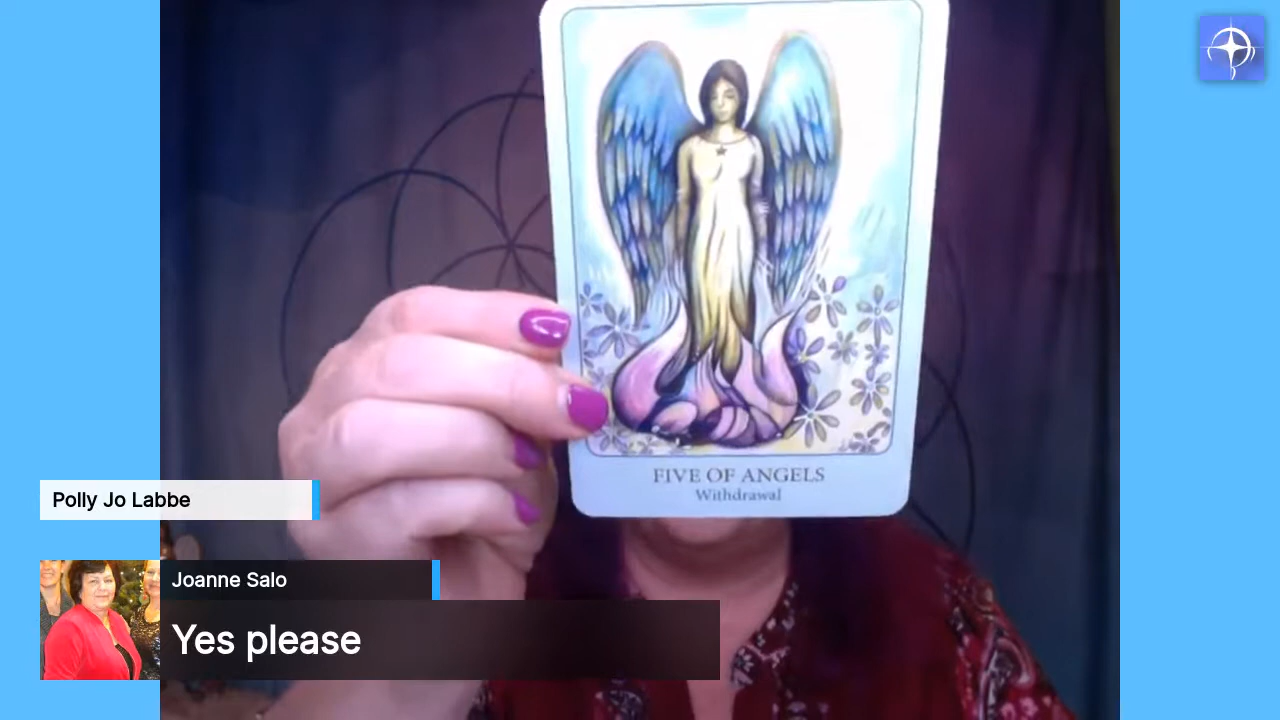 FIVE OF ANGELS
Withdrawal
Polly Jo Labbe
Joanne Salo
Yes please